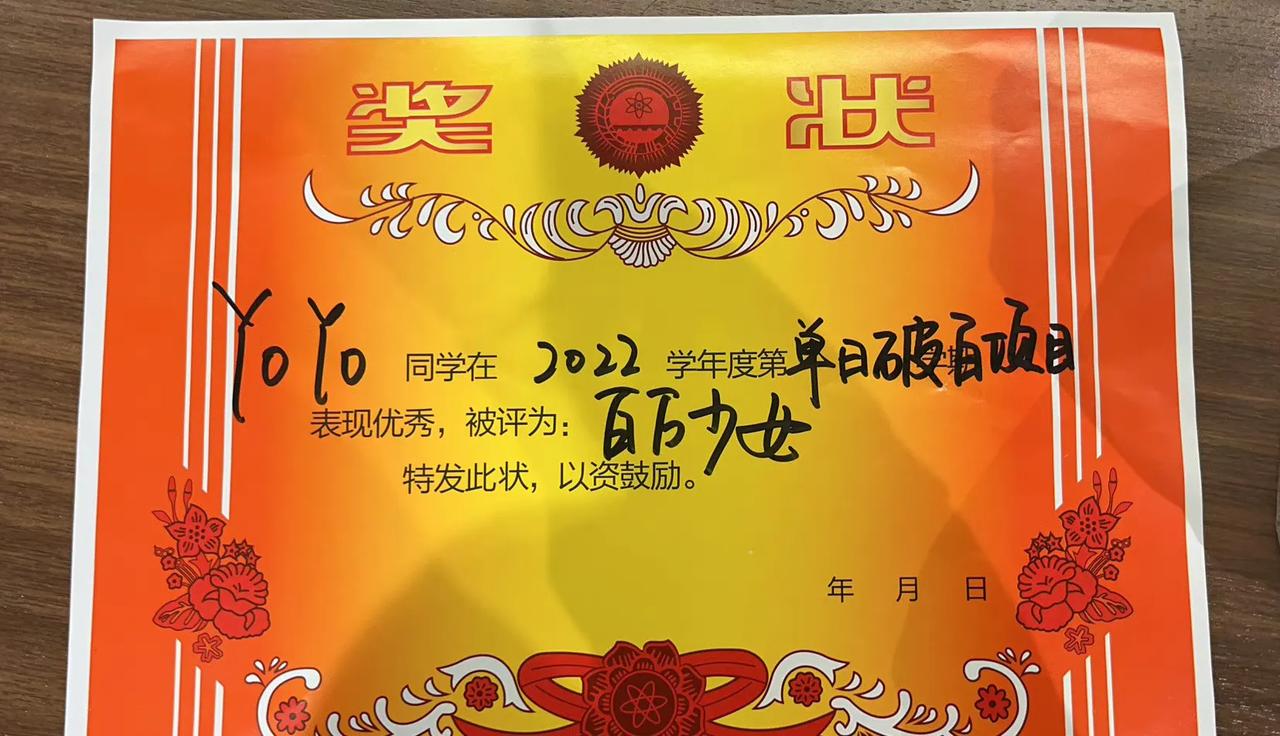 奖状
YoYo 同学在 2022 学年度第单日破百项目学期
表现优秀，被评为：百万少女
特发此状，以资鼓励。
年 月 日